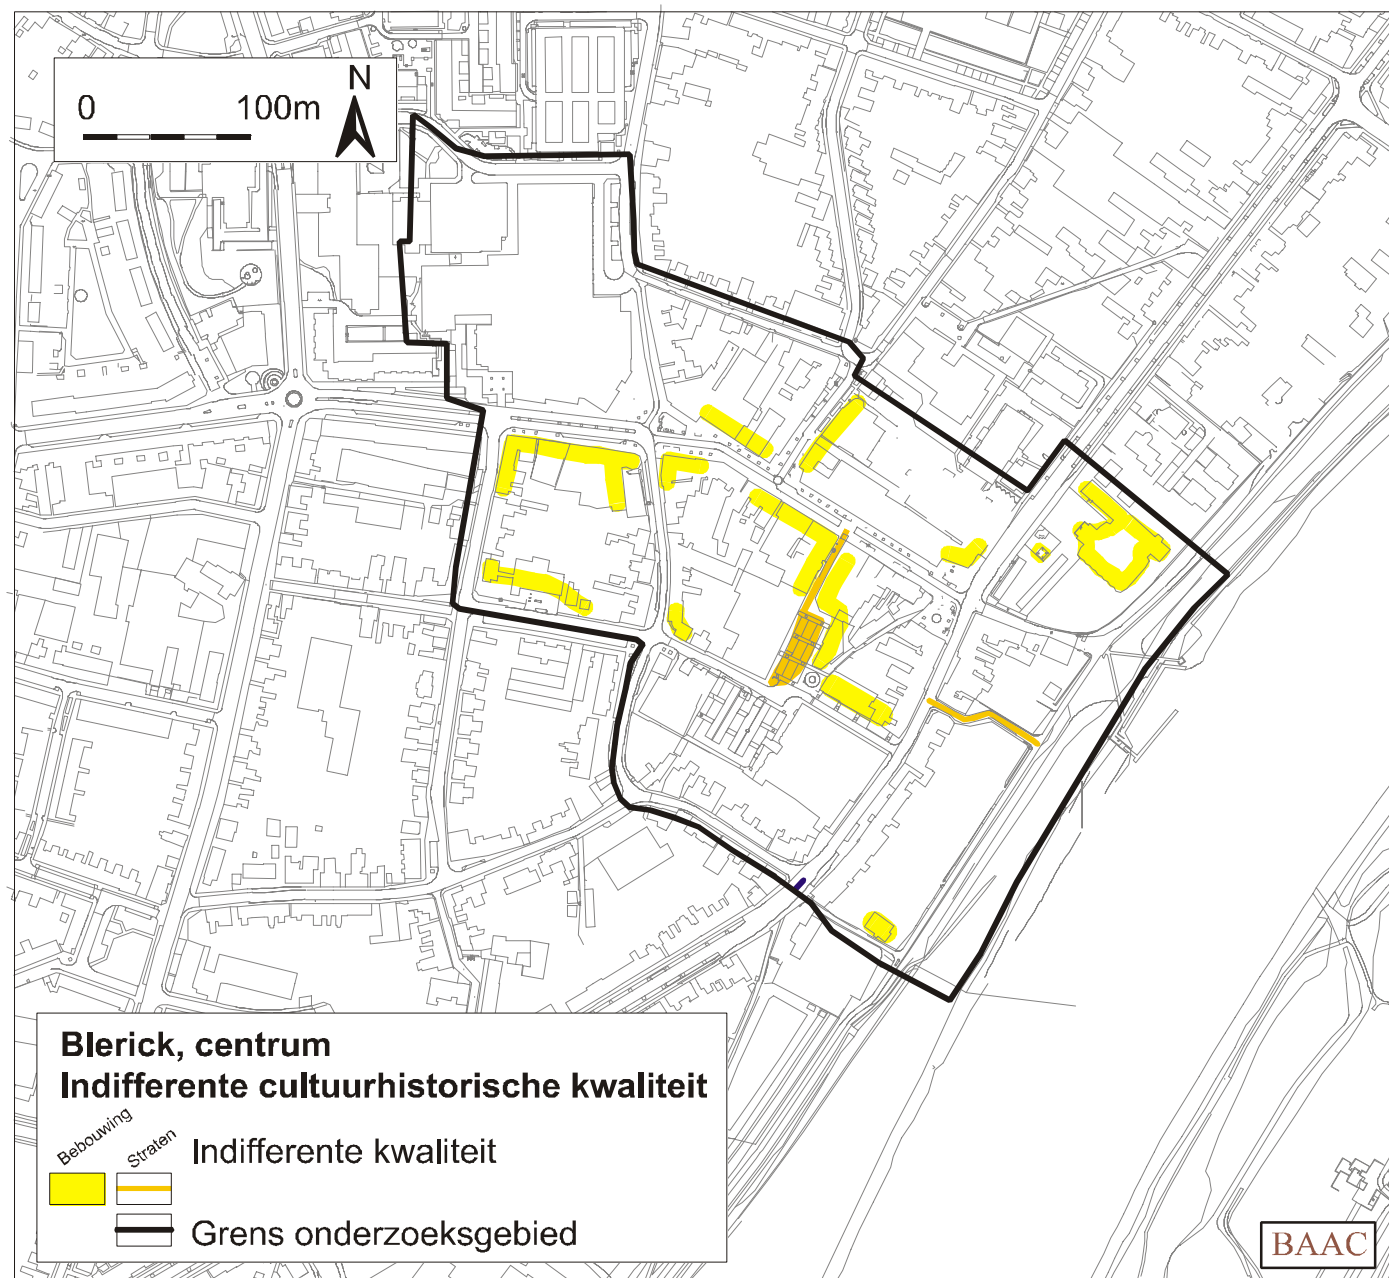 N
0 100m
Blerick, centrum
Indifferente cultuurhistorische kwaliteit
Bebouwing Straten Indifferente kwaliteit
Grens onderzoeksgebied
BAAC